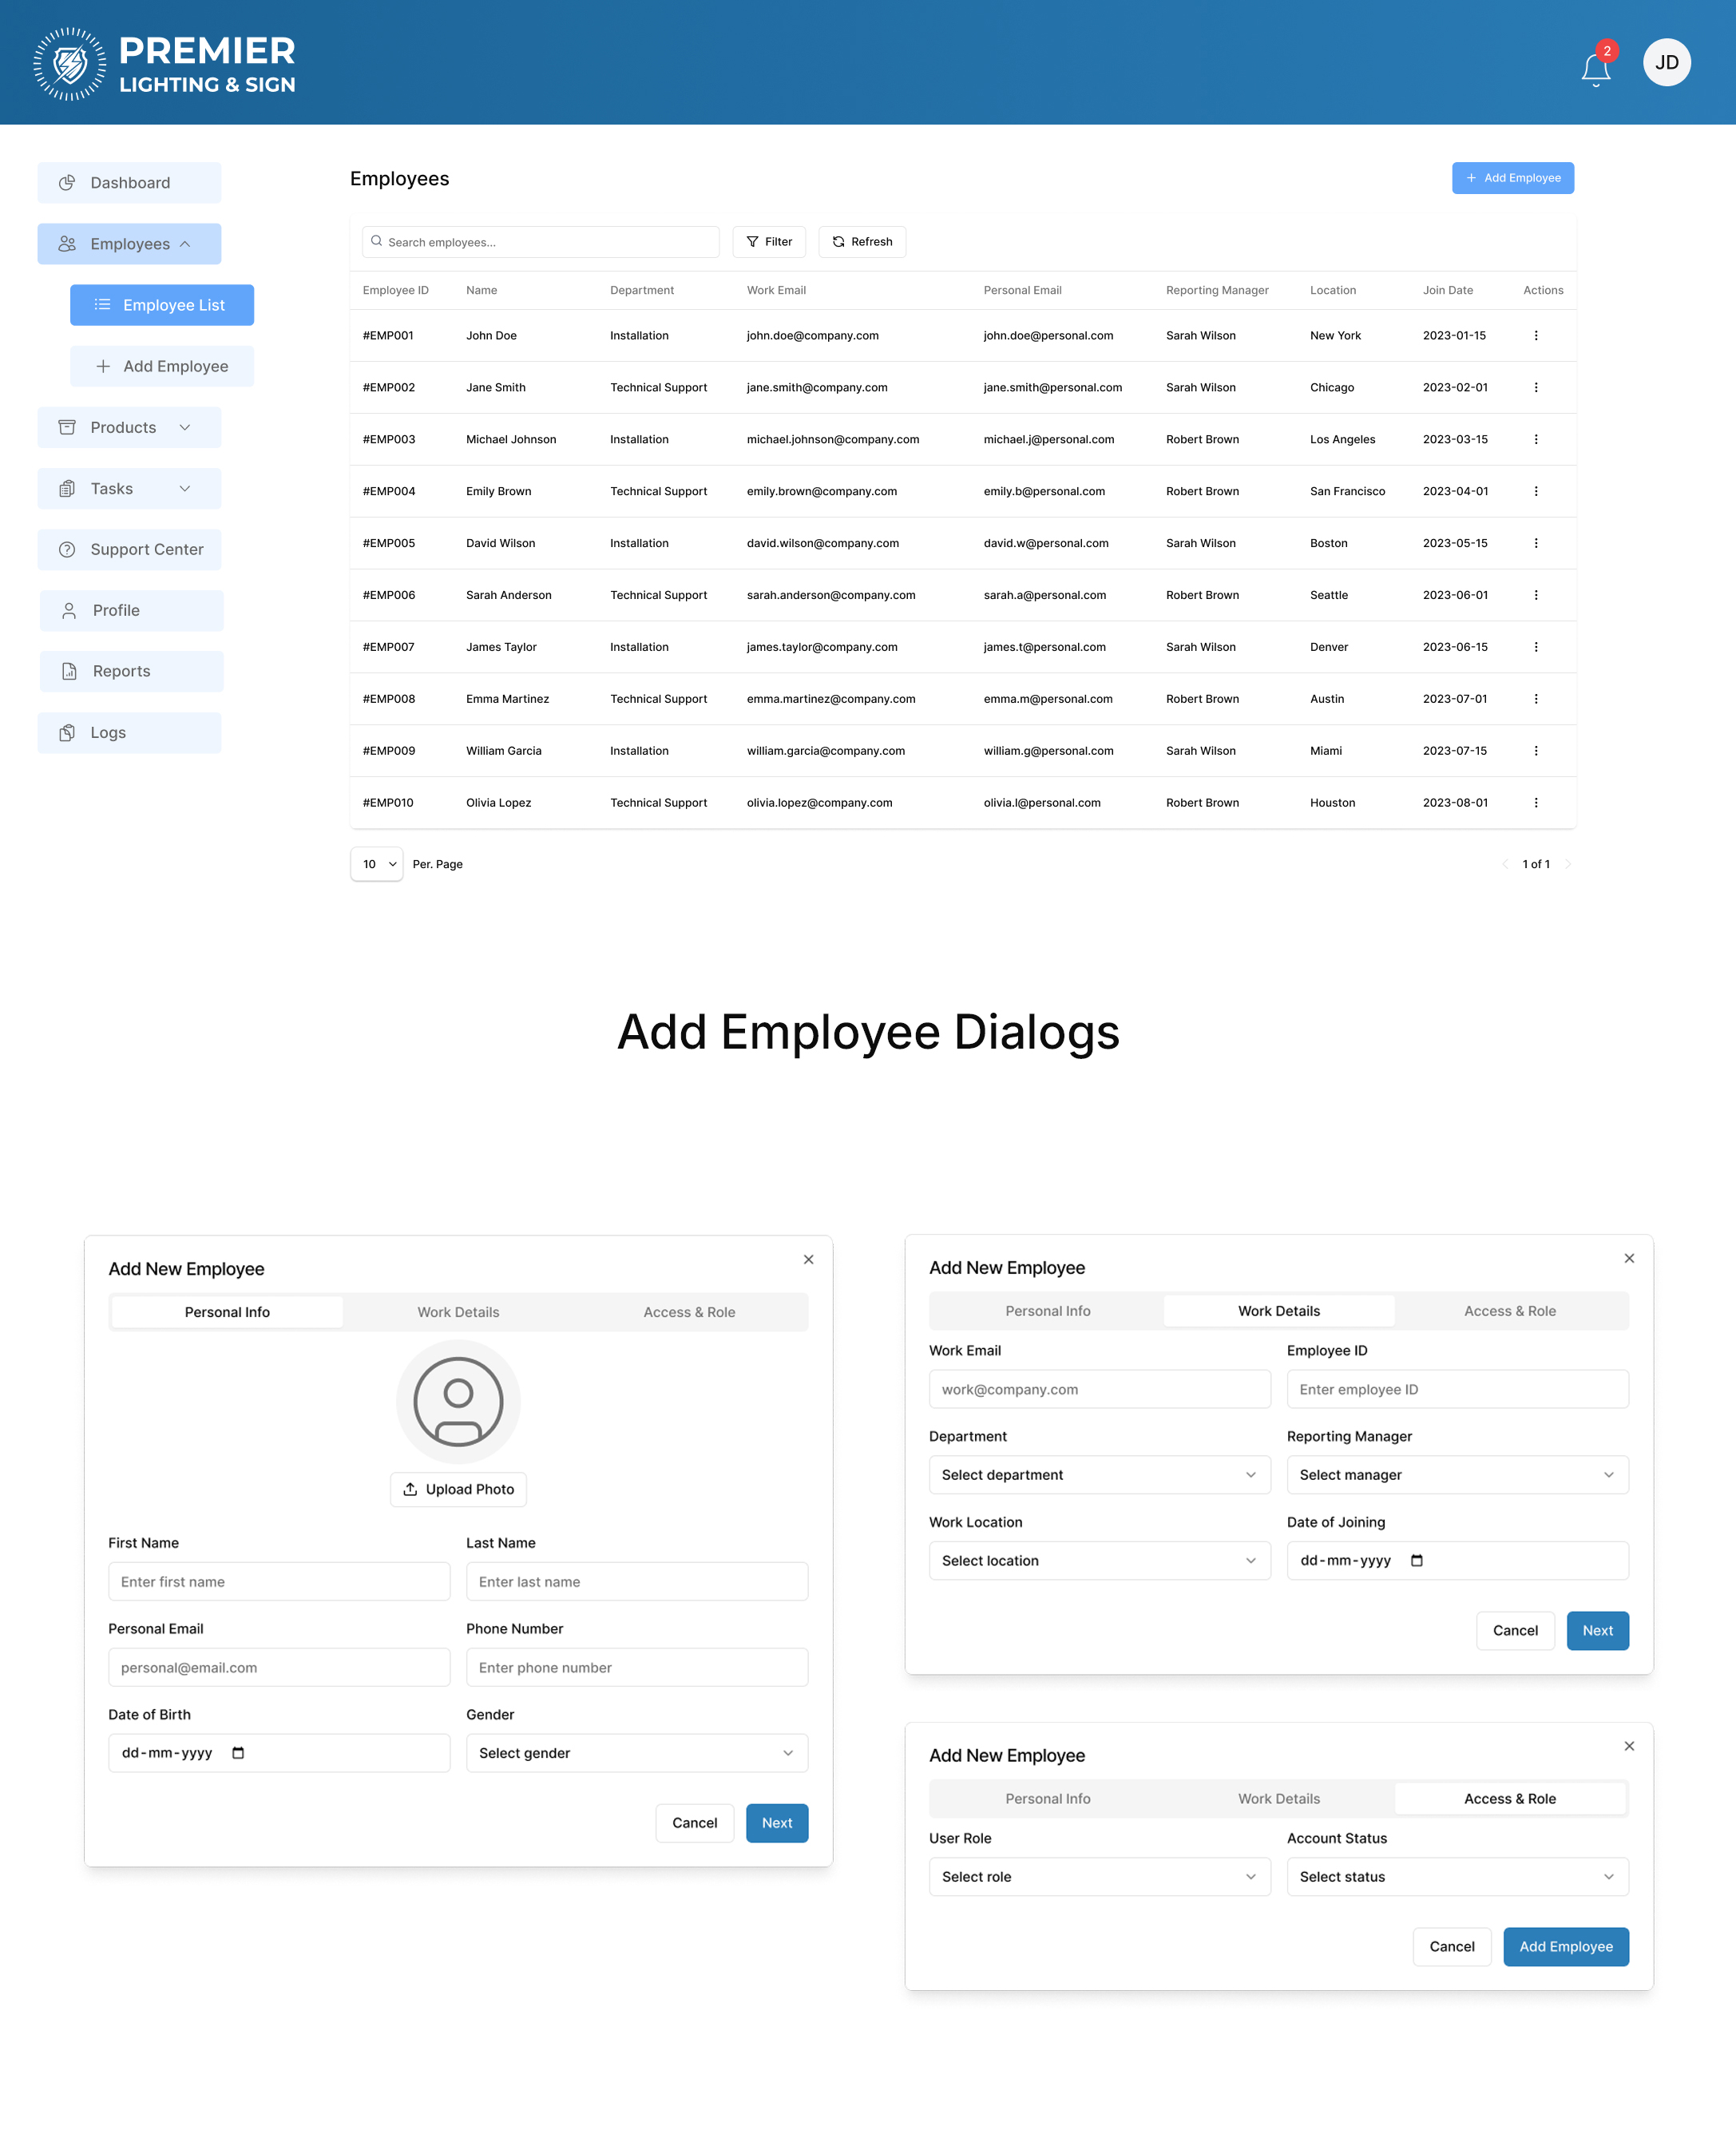 PREMIER
LIGHTING & SIGN
2
JD
Dashboard
Employees
Employee List
Add Employee
Products
Tasks
Support Center
Profile
Reports
Logs
Employees
Add Employee
Search employees...
Filter
Refresh
Employee ID Name Department Work Email Personal Email Reporting Manager Location Join Date Actions
#EMP001 John Doe Installation john.doe@company.com john.doe@personal.com Sarah Wilson New York 2023-01-15
#EMP002 Jane Smith Technical Support jane.smith@company.com jane.smith@personal.com Sarah Wilson Chicago 2023-02-01
#EMP003 Michael Johnson Installation michael.johnson@company.com michael.j@personal.com Robert Brown Los Angeles 2023-03-15
#EMP004 Emily Brown Technical Support emily.brown@company.com emily.b@personal.com Robert Brown San Francisco 2023-04-01
#EMP005 David Wilson Installation david.wilson@company.com david.w@personal.com Sarah Wilson Boston 2023-05-15
#EMP006 Sarah Anderson Technical Support sarah.anderson@company.com sarah.a@personal.com Robert Brown Seattle 2023-06-01
#EMP007 James Taylor Installation james.taylor@company.com james.t@personal.com Sarah Wilson Denver 2023-06-15
#EMP008 Emma Martinez Technical Support emma.martinez@company.com emma.m@personal.com Robert Brown Austin 2023-07-01
#EMP009 William Garcia Installation william.garcia@company.com william.g@personal.com Sarah Wilson Miami 2023-07-15
#EMP010 Olivia Lopez Technical Support olivia.lopez@company.com olivia.l@personal.com Robert Brown Houston 2023-08-01
10 Per. Page
1 of 1
Add Employee Dialogs
Add New Employee
Personal Info Work Details Access & Role
Upload Photo
First Name Last Name
Enter first name Enter last name
Personal Email Phone Number
personal@email.com Enter phone number
Date of Birth Gender
dd-mm-yyyy Select gender
Cancel Next
Add New Employee
Personal Info Work Details Access & Role
Work Email Employee ID
work@company.com Enter employee ID
Department Reporting Manager
Select department Select manager
Work Location Date of Joining
Select location dd-mm-yyyy
Cancel Next
Add New Employee
Personal Info Work Details Access & Role
User Role Account Status
Select role Select status
Cancel Add Employee